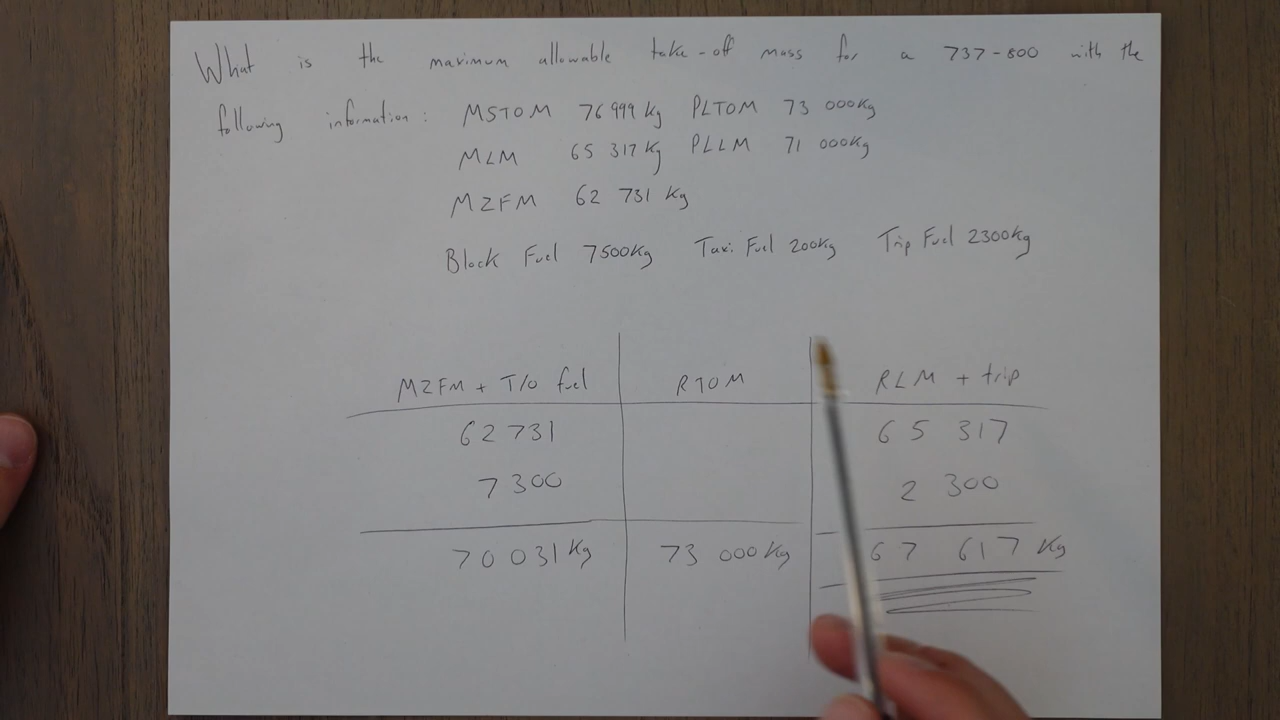 What is the maximum allowable take-off mass for a 737-800 with the
following information: MSTOM 76 999 Kg PLTOM 73 000Kg
MLM 65 317 Kg PLLM 71 000Kg
MZFM 62 731 Kg
Block Fuel 7500Kg Taxi Fuel 200Kg Trip Fuel 2300Kg
MZFM + T/O fuel RTOM RLM + trip
62 731 65 317
7 300 2 300
70 031 Kg 73 000 Kg 67 617 Kg